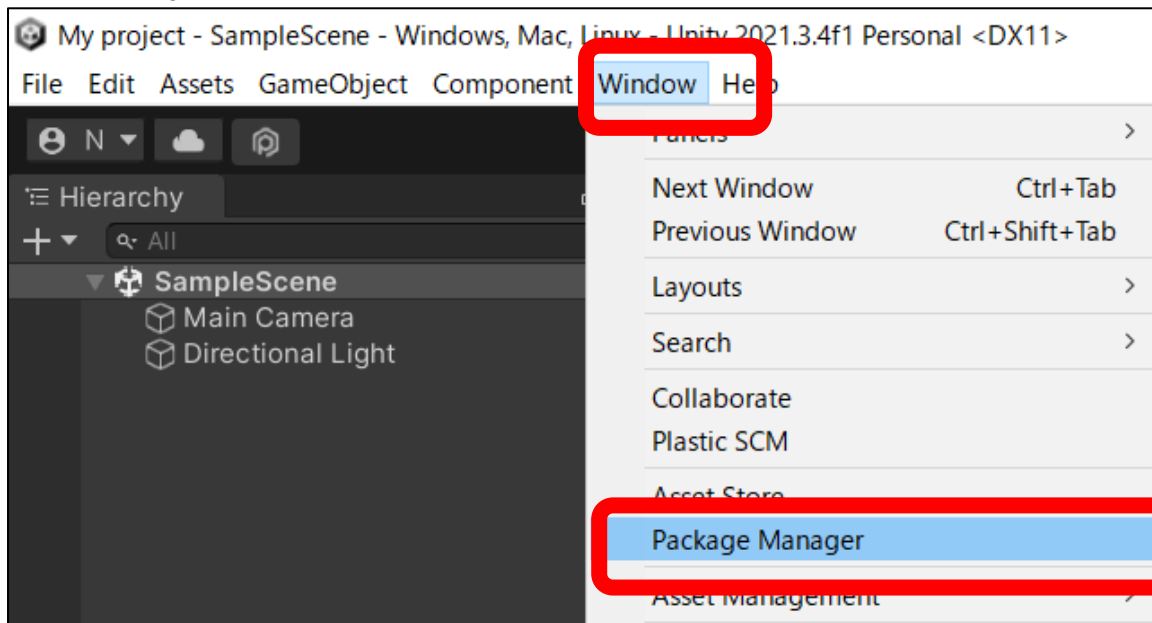 My project - SampleScene - Windows, Mac, Linux - Unity 2021.3.4f1 Personal <DX11>
File Edit Assets GameObject Component Window Help
N
Hierarchy
All
SampleScene
Main Camera
Directional Light
Panels
Next Window Ctrl+Tab
Previous Window Ctrl+Shift+Tab
Layouts
Search
Collaborate
Plastic SCM
Asset Store
Package Manager
Asset Management